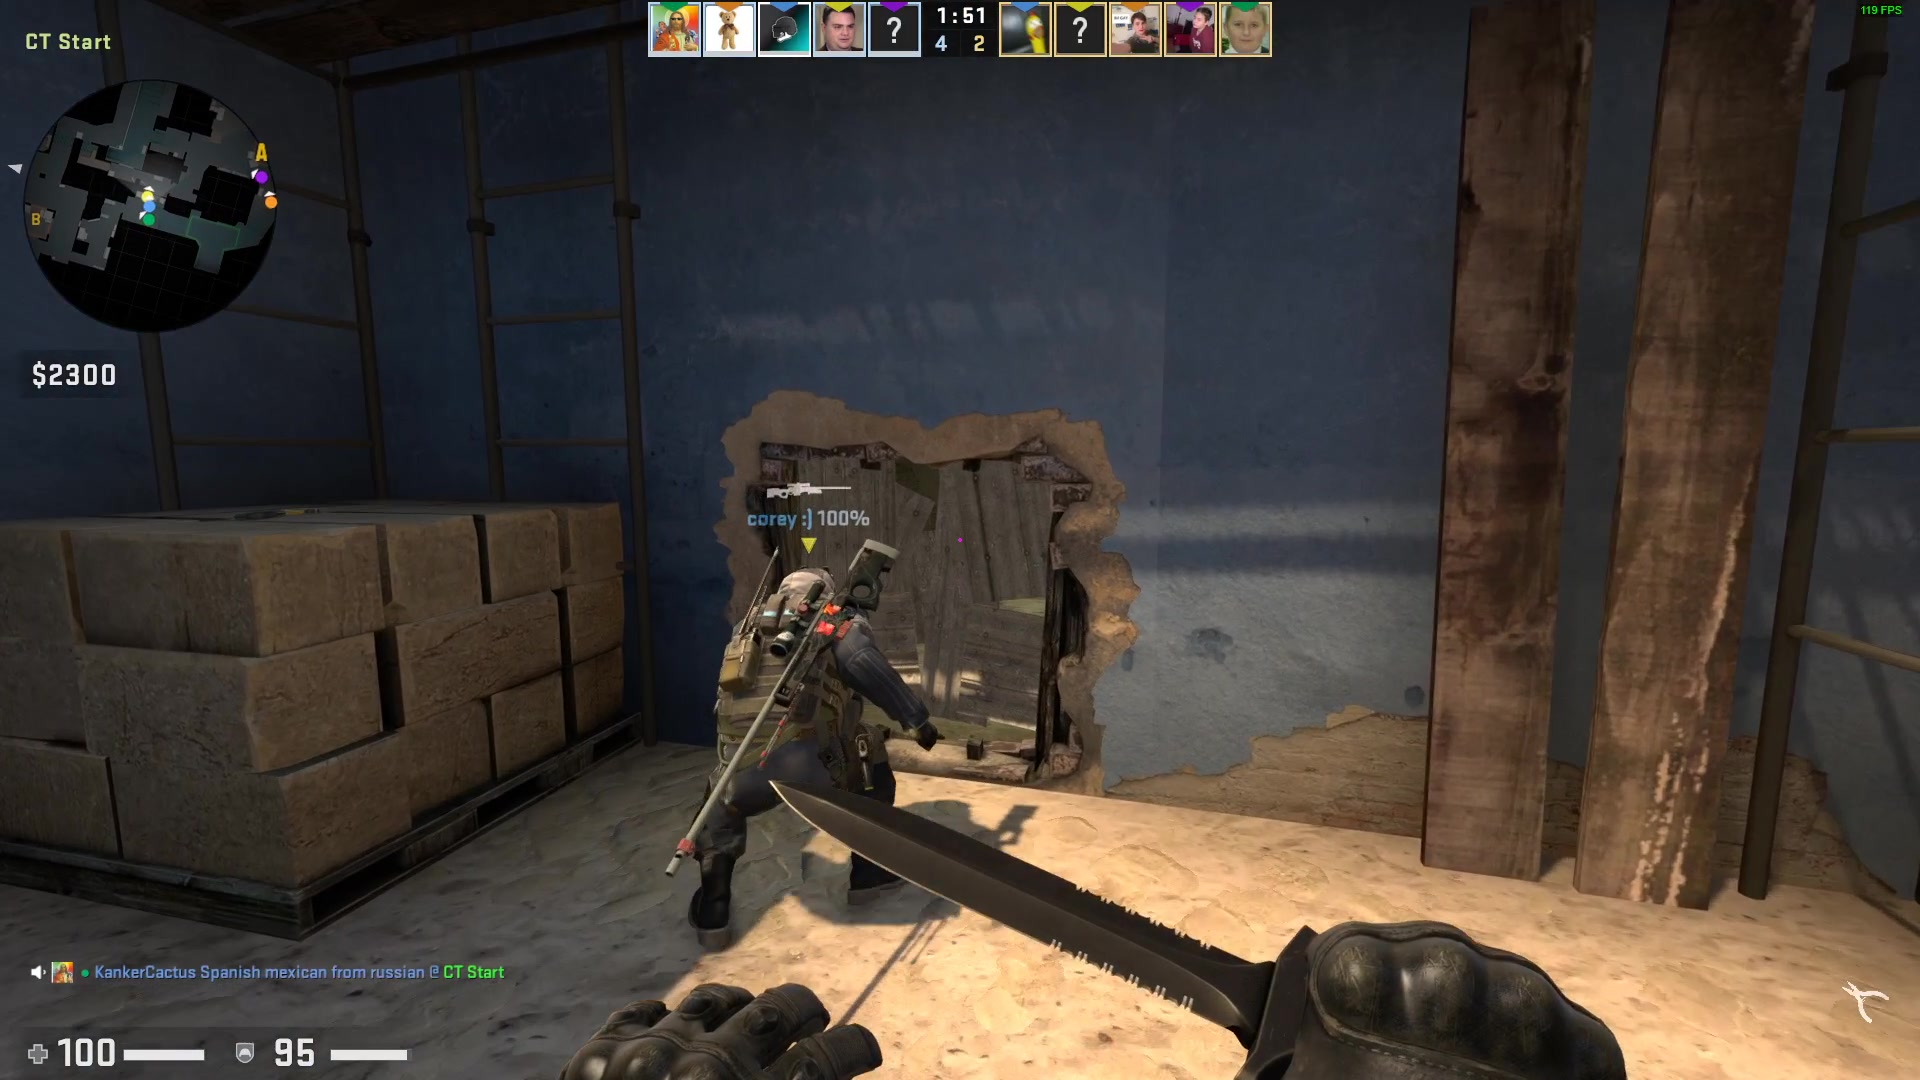 119 FPS
CT Start
1:51
4 2
?
?
A
B
$2300
corey :) 100%
KankerCactus Spanish mexican from russian @ CT Start
100
95